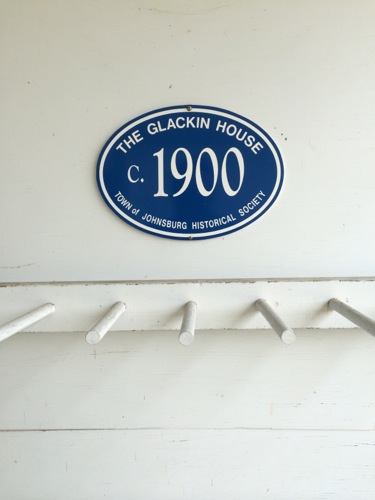 THE GLACKIN HOUSE
C. 1900
TOWN of JOHNSBURG HISTORICAL SOCIETY